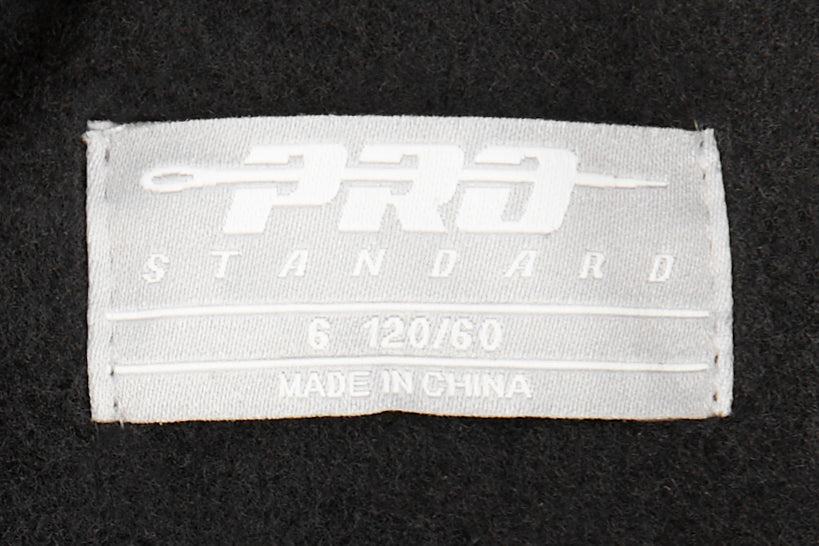 PRO
STANDARD
6 120/60
MADE IN CHINA